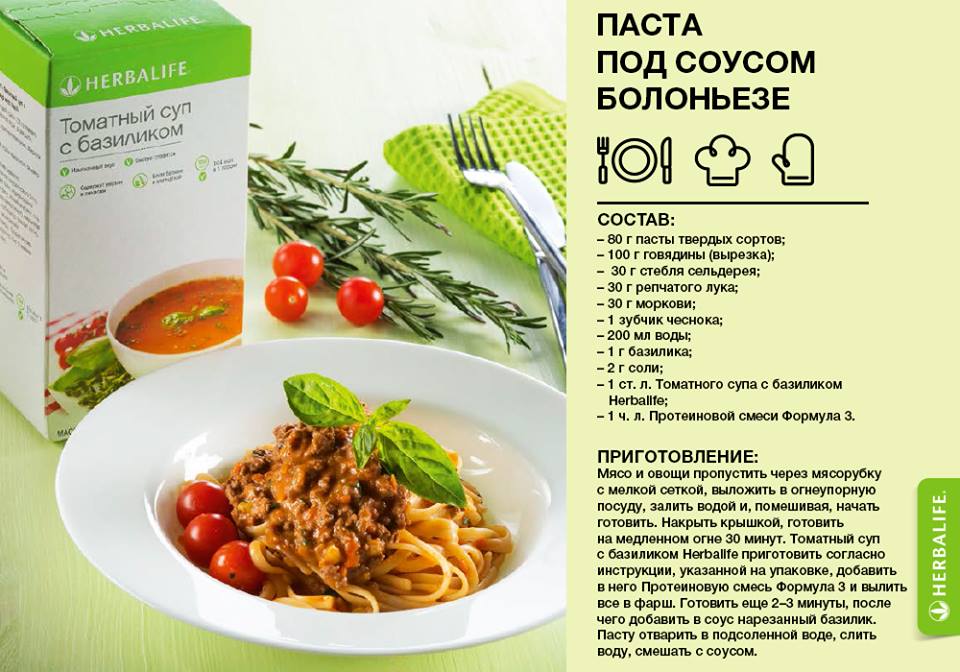 HERBALIFE
HERBALIFE
Томатный суп
с базиликом
ПАСТА
ПОД СОУСОМ
БОЛОНЬЕЗЕ
СОСТАВ:
– 80 г пасты твердых сортов;
– 100 г говядины (вырезка);
– 30 г стебля сельдерея;
– 30 г репчатого лука;
– 30 г моркови;
– 1 зубчик чеснока;
– 200 мл воды;
– 1 г базилика;
– 2 г соли;
– 1 ст. л. Томатного супа с базиликом
Herbalife;
– 1 ч. л. Протеиновой смеси Формула 3.
ПРИГОТОВЛЕНИЕ:
Мясо и овощи пропустить через мясорубку
с мелкой сеткой, выложить в огнеупорную
посуду, залить водой и, помешивая, начать
готовить. Накрыть крышкой, готовить
на медленном огне 30 минут. Томатный суп
с базиликом Herbalife приготовить согласно
инструкции, указанной на упаковке, добавить
в него Протеиновую смесь Формула 3 и вылить
все в фарш. Готовить еще 2–3 минуты, после
чего добавить в соус нарезанный базилик.
Пасту отварить в подсоленной воде, слить
воду, смешать с соусом.
HERBALIFE.